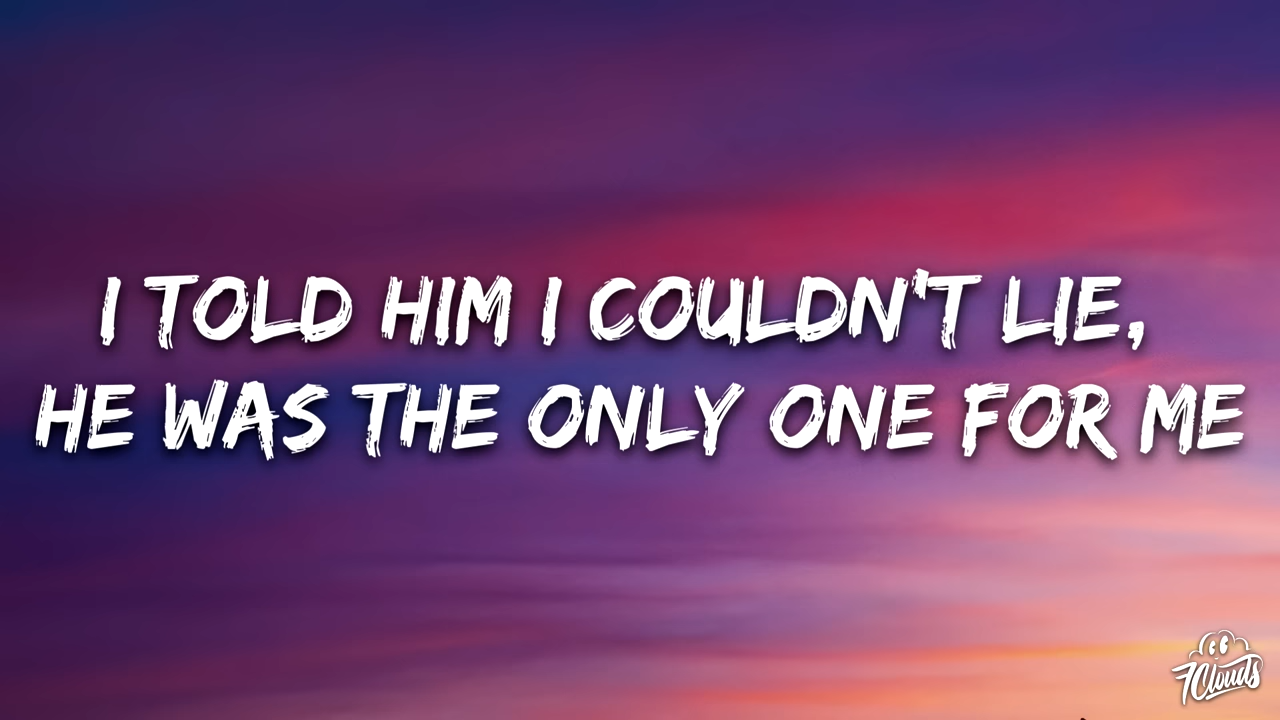 I TOLD HIM I COULDN'T LIE,
HE WAS THE ONLY ONE FOR ME
7Clouds